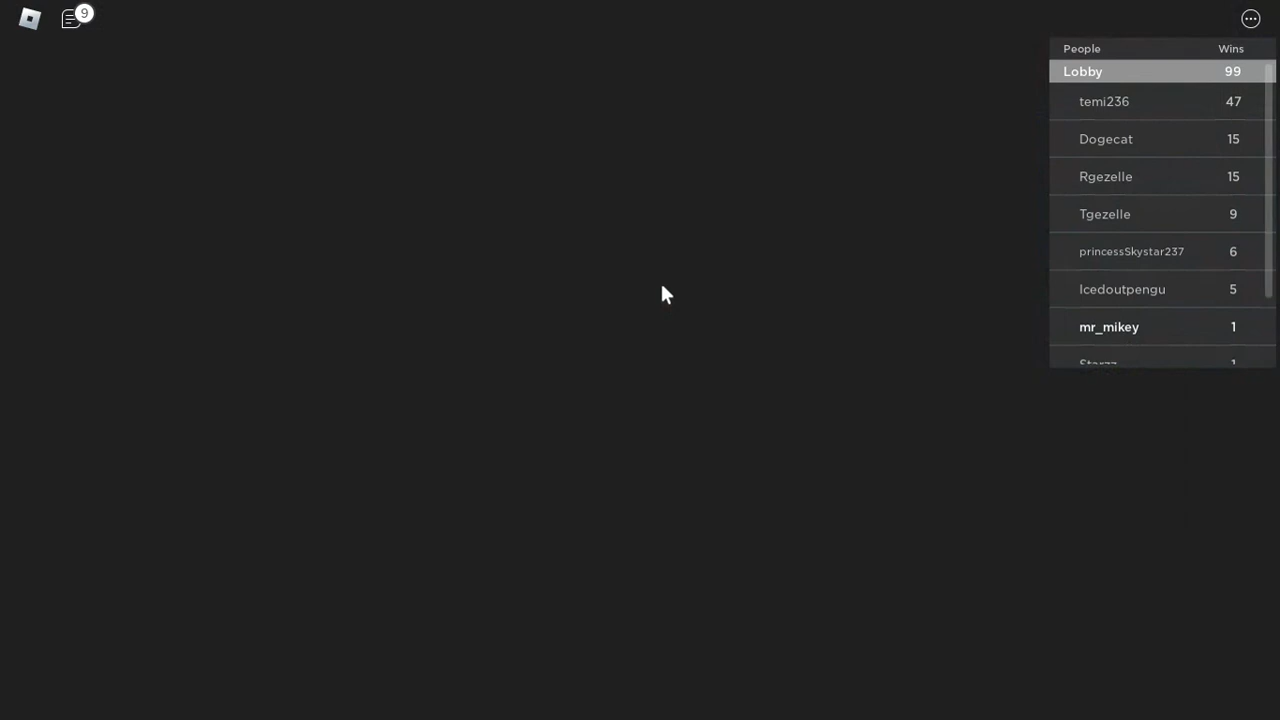 9
People Wins
Lobby 99
temi236 47
Dogecat 15
Rgezelle 15
Tgezelle 9
princessSkystar237 6
Icedoutpengu 5
mr_mikey 1